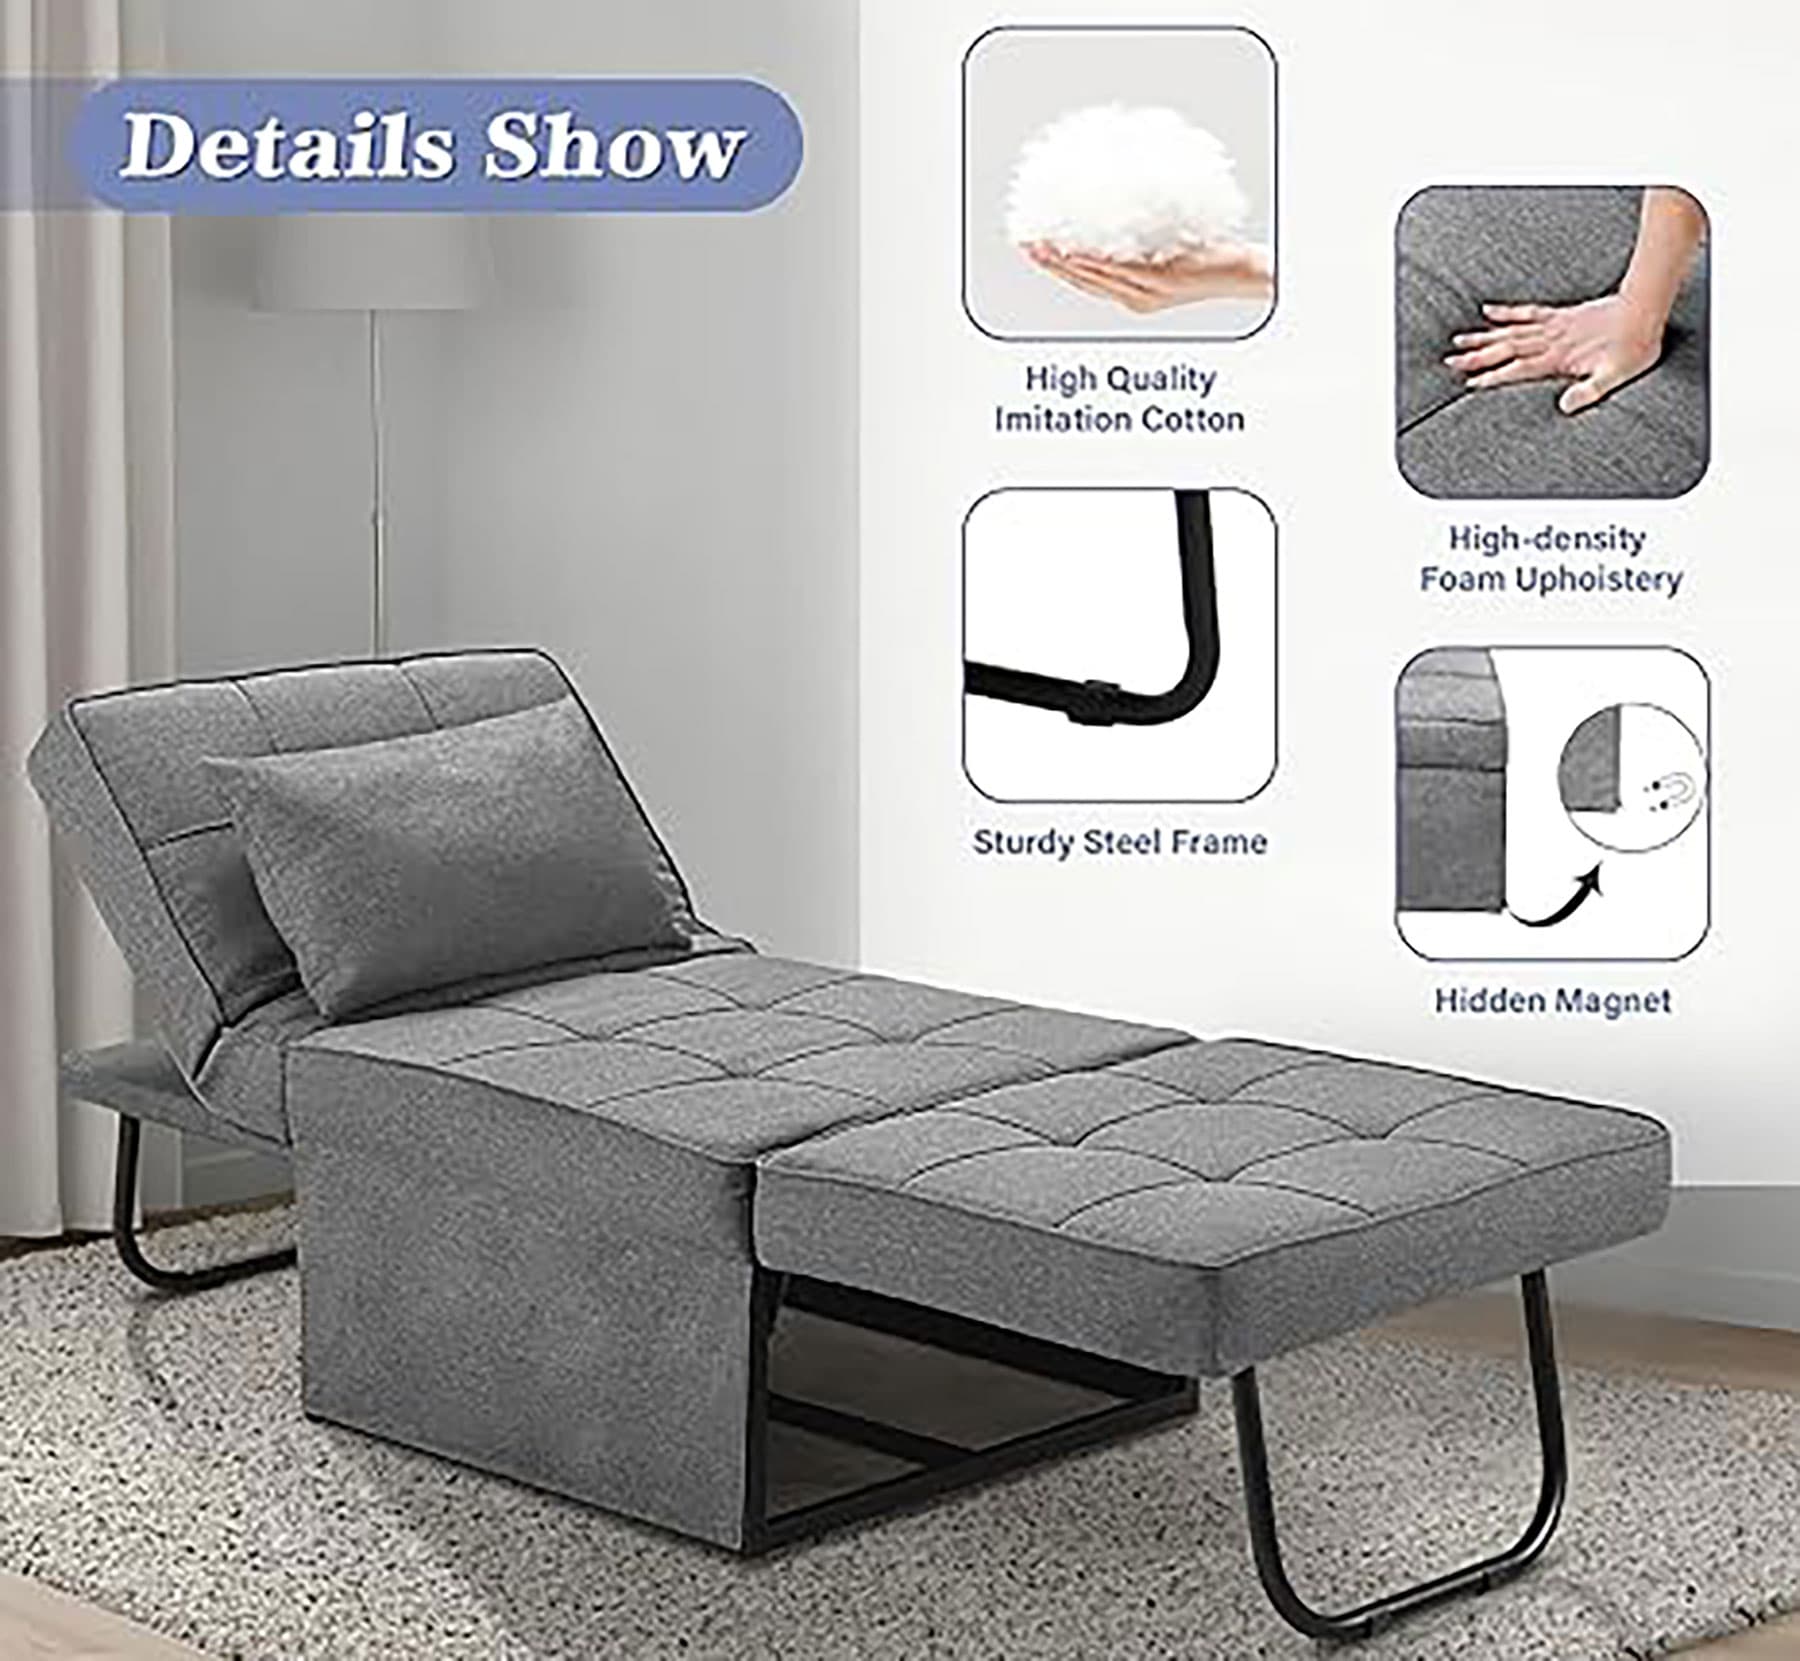 Details Show
High Quality
Imitation Cotton
High-density
Foam Uphoistery
Sturdy Steel Frame
Hidden Magnet